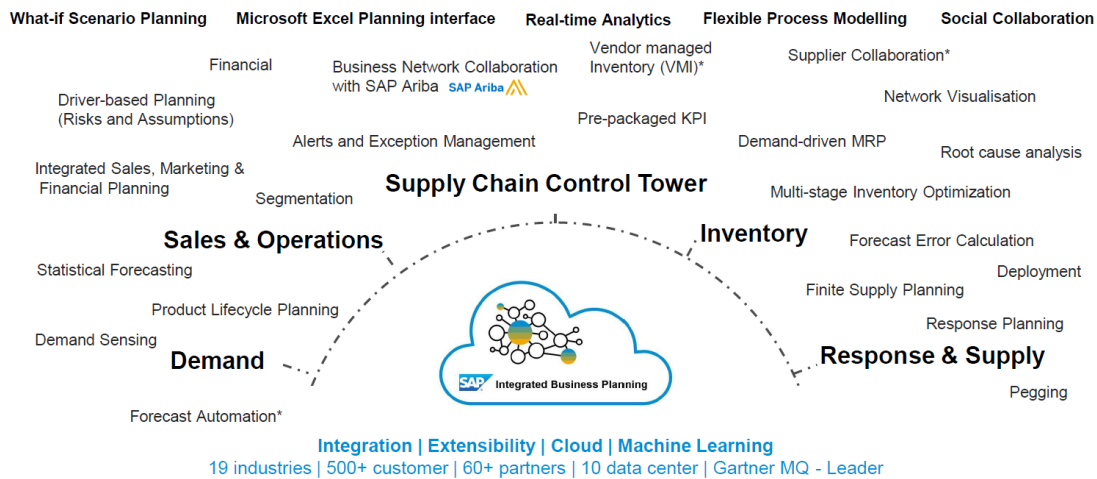 What-if Scenario Planning
Microsoft Excel Planning interface
Real-time Analytics
Flexible Process Modelling
Social Collaboration
Financial
Business Network Collaboration
with SAP Ariba SAP Ariba
Vendor managed
Inventory (VMI)*
Supplier Collaboration*
Driver-based Planning
(Risks and Assumptions)
Network Visualisation
Pre-packaged KPI
Alerts and Exception Management
Demand-driven MRP
Root cause analysis
Integrated Sales, Marketing &
Financial Planning
Segmentation
Supply Chain Control Tower
Multi-stage Inventory Optimization
Sales & Operations
Inventory
Forecast Error Calculation
Statistical Forecasting
Deployment
Finite Supply Planning
Product Lifecycle Planning
Response Planning
Demand Sensing
Demand
Response & Supply
SAP Integrated Business Planning
Pegging
Forecast Automation*
Integration | Extensibility | Cloud | Machine Learning
19 industries | 500+ customer | 60+ partners | 10 data center | Gartner MQ - Leader